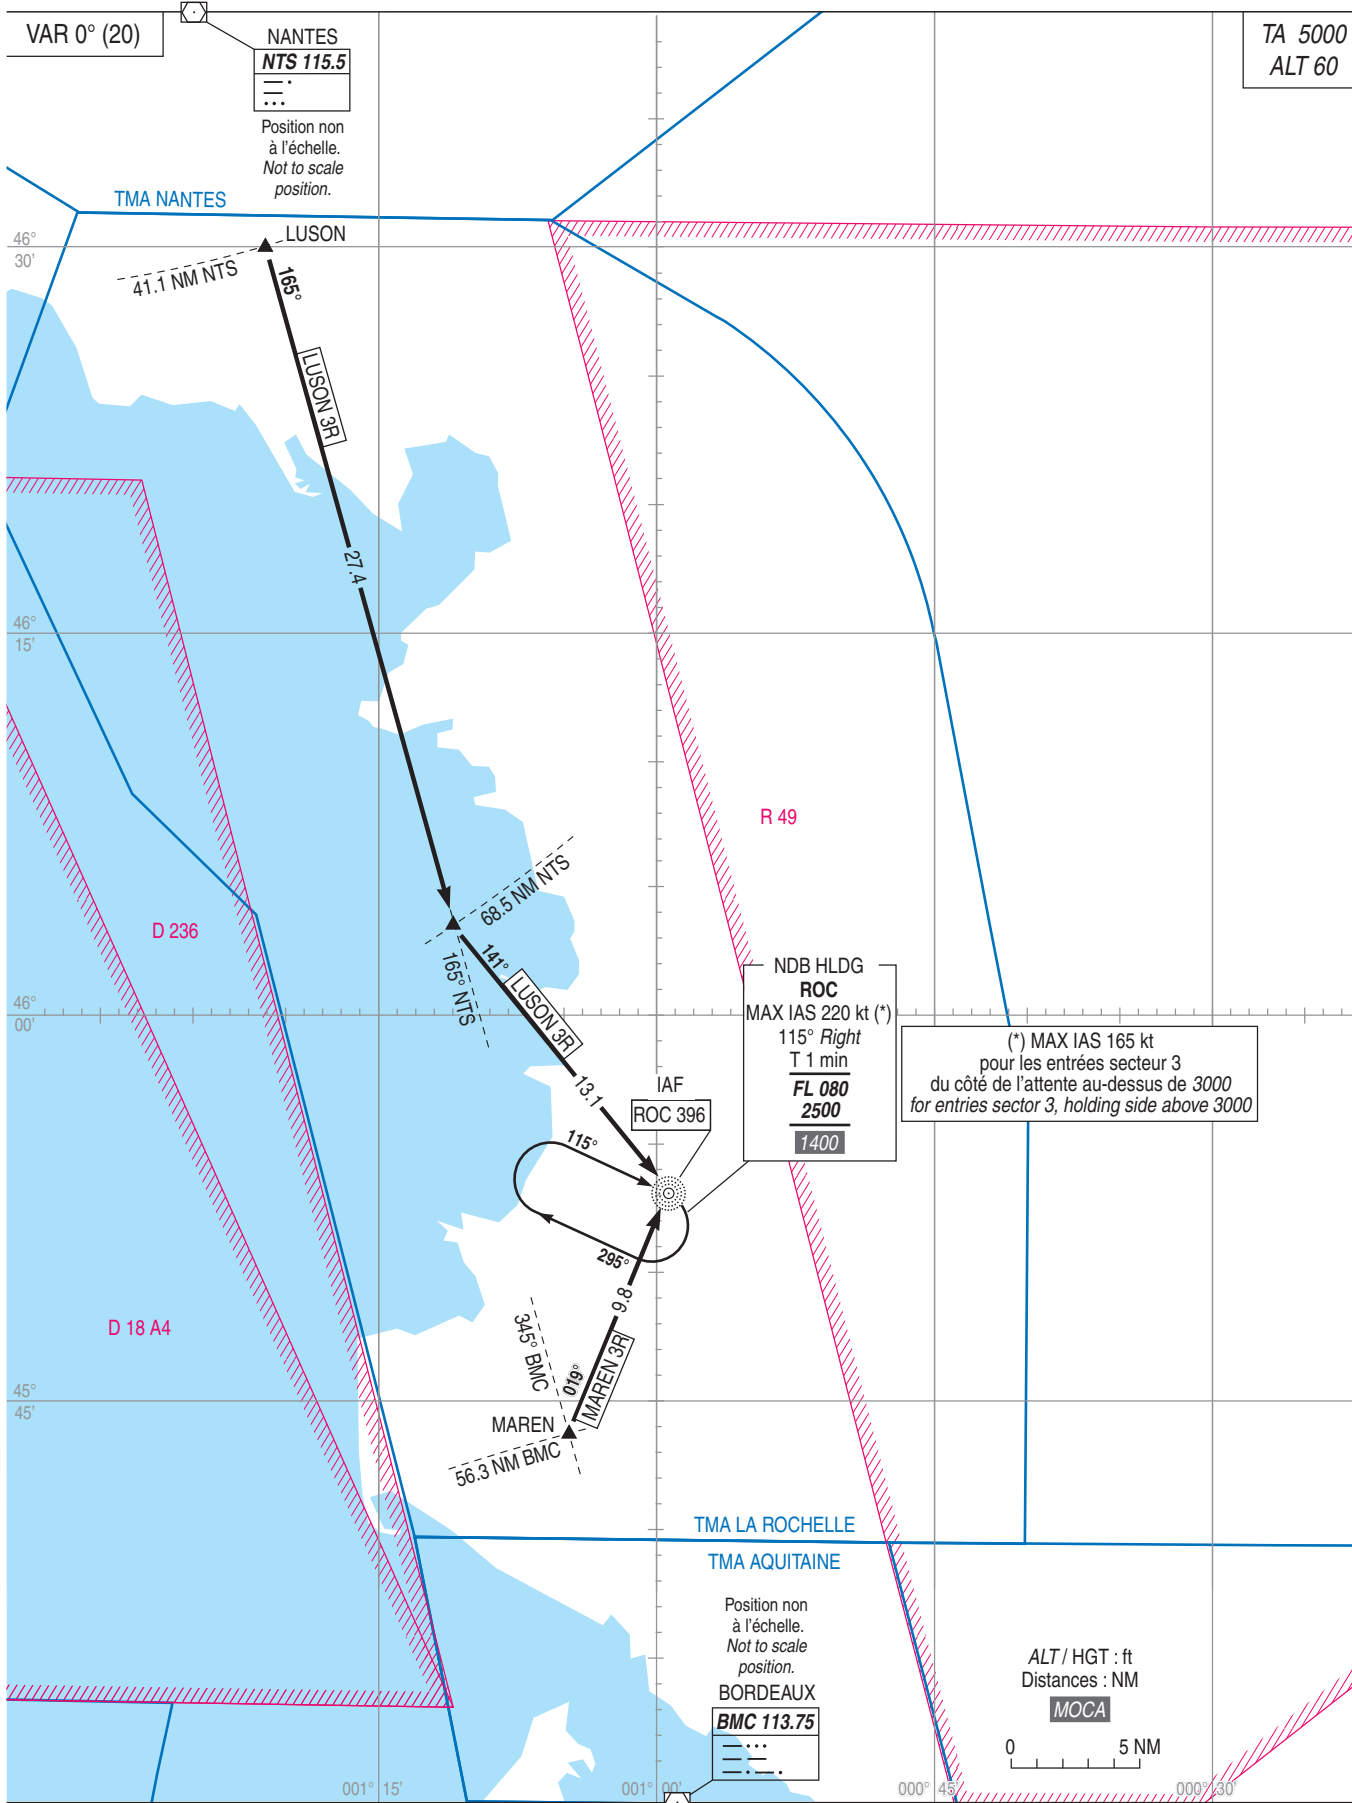 VAR 0° (20)
NANTES
NTS 115.5
Position non
à l'échelle.
Not to scale
position.
TA 5000
ALT 60
TMA NANTES
LUSON
46°
30'
41.1 NM NTS
165°
LUSON 3R
27.4
46°
15'
R 49
68.5 NM NTS
D 236
141°
165° NTS
LUSON 3R
NDB HLDG
ROC
MAX IAS 220 kt (*)
115° Right
T 1 min
FL 080
2500
1400
46°
00'
(*) MAX IAS 165 kt
pour les entrées secteur 3
du côté de l'attente au-dessus de 3000
for entries sector 3, holding side above 3000
13.1
IAF
ROC 396
115°
295°
9.8
D 18 A4
345° BMC
019°
MAREN 3R
45°
45'
MAREN
56.3 NM BMC
TMA LA ROCHELLE
TMA AQUITAINE
Position non
à l'échelle.
Not to scale
position.
BORDEAUX
BMC 113.75
ALT / HGT : ft
Distances : NM
MOCA
0 5 NM
001° 15'
001° 00'
000° 45'
000° 30'